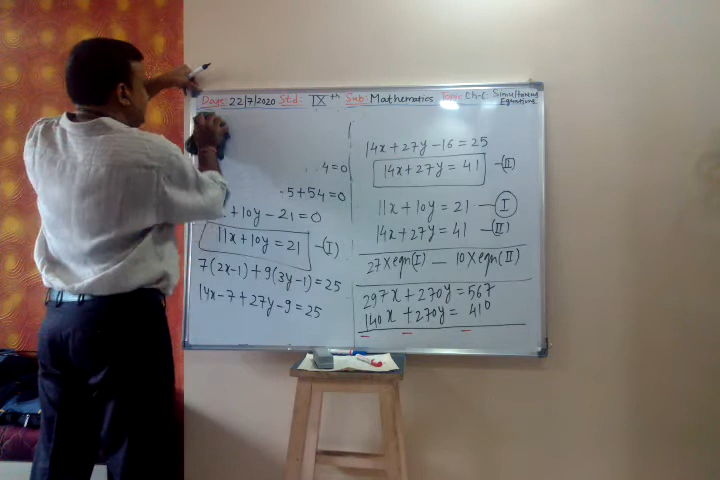 Date: 22/7/2020 Std: IXth Sub: Mathematics Topic Ch-6: Simultaneous Equations
4=0
-5+54=0
x+10y-21=0
11x+10y=21 —(I)
7(2x-1)+9(3y-1)=25
14x-7+27y-9=25
14x+27y-16=25
14x+27y=41 —(II)
11x+10y=21 — I
14x+27y=41 —(II)
27×eqn(I) — 10×eqn(II)
297x+270y=567
140x+270y=410